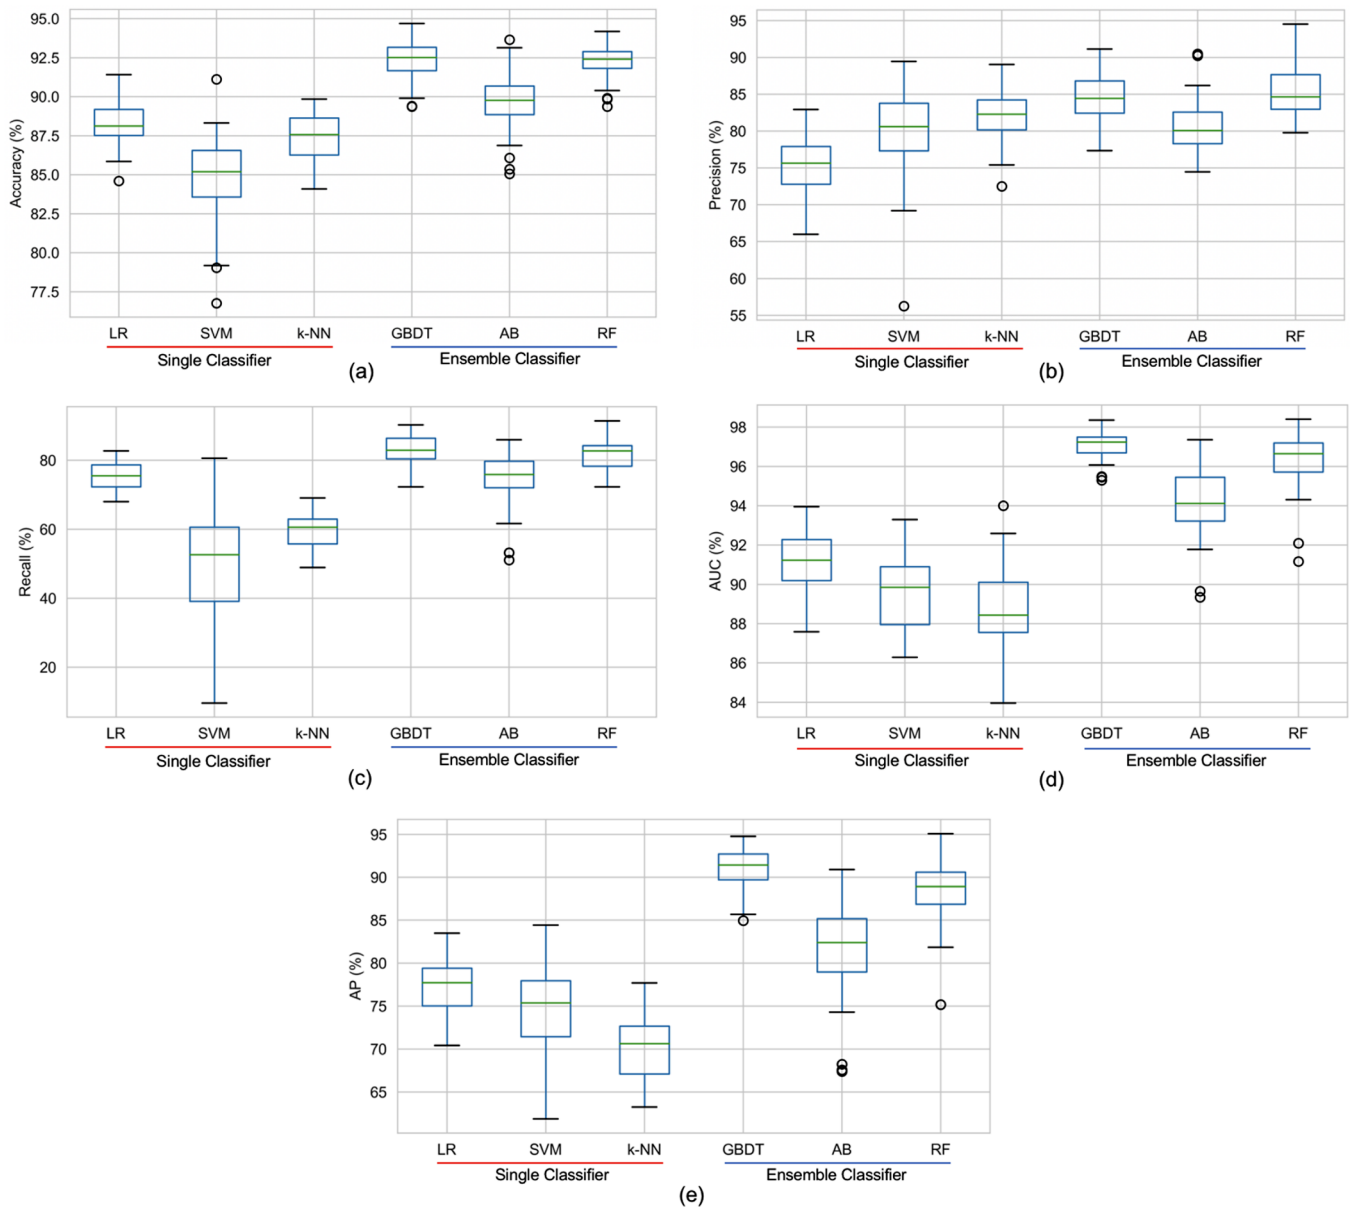 95.0
92.5
90.0
87.5
85.0
82.5
80.0
77.5
Accuracy (%)
LR SVM k-NN GBDT AB RF
Single Classifier Ensemble Classifier
(a)
95
90
85
80
75
70
65
60
55
Precision (%)
LR SVM k-NN GBDT AB RF
Single Classifier Ensemble Classifier
(b)
80
60
40
20
Recall (%)
LR SVM k-NN GBDT AB RF
Single Classifier Ensemble Classifier
(c)
98
96
94
92
90
88
86
84
AUC (%)
LR SVM k-NN GBDT AB RF
Single Classifier Ensemble Classifier
(d)
95
90
85
80
75
70
65
AP (%)
LR SVM k-NN GBDT AB RF
Single Classifier Ensemble Classifier
(e)